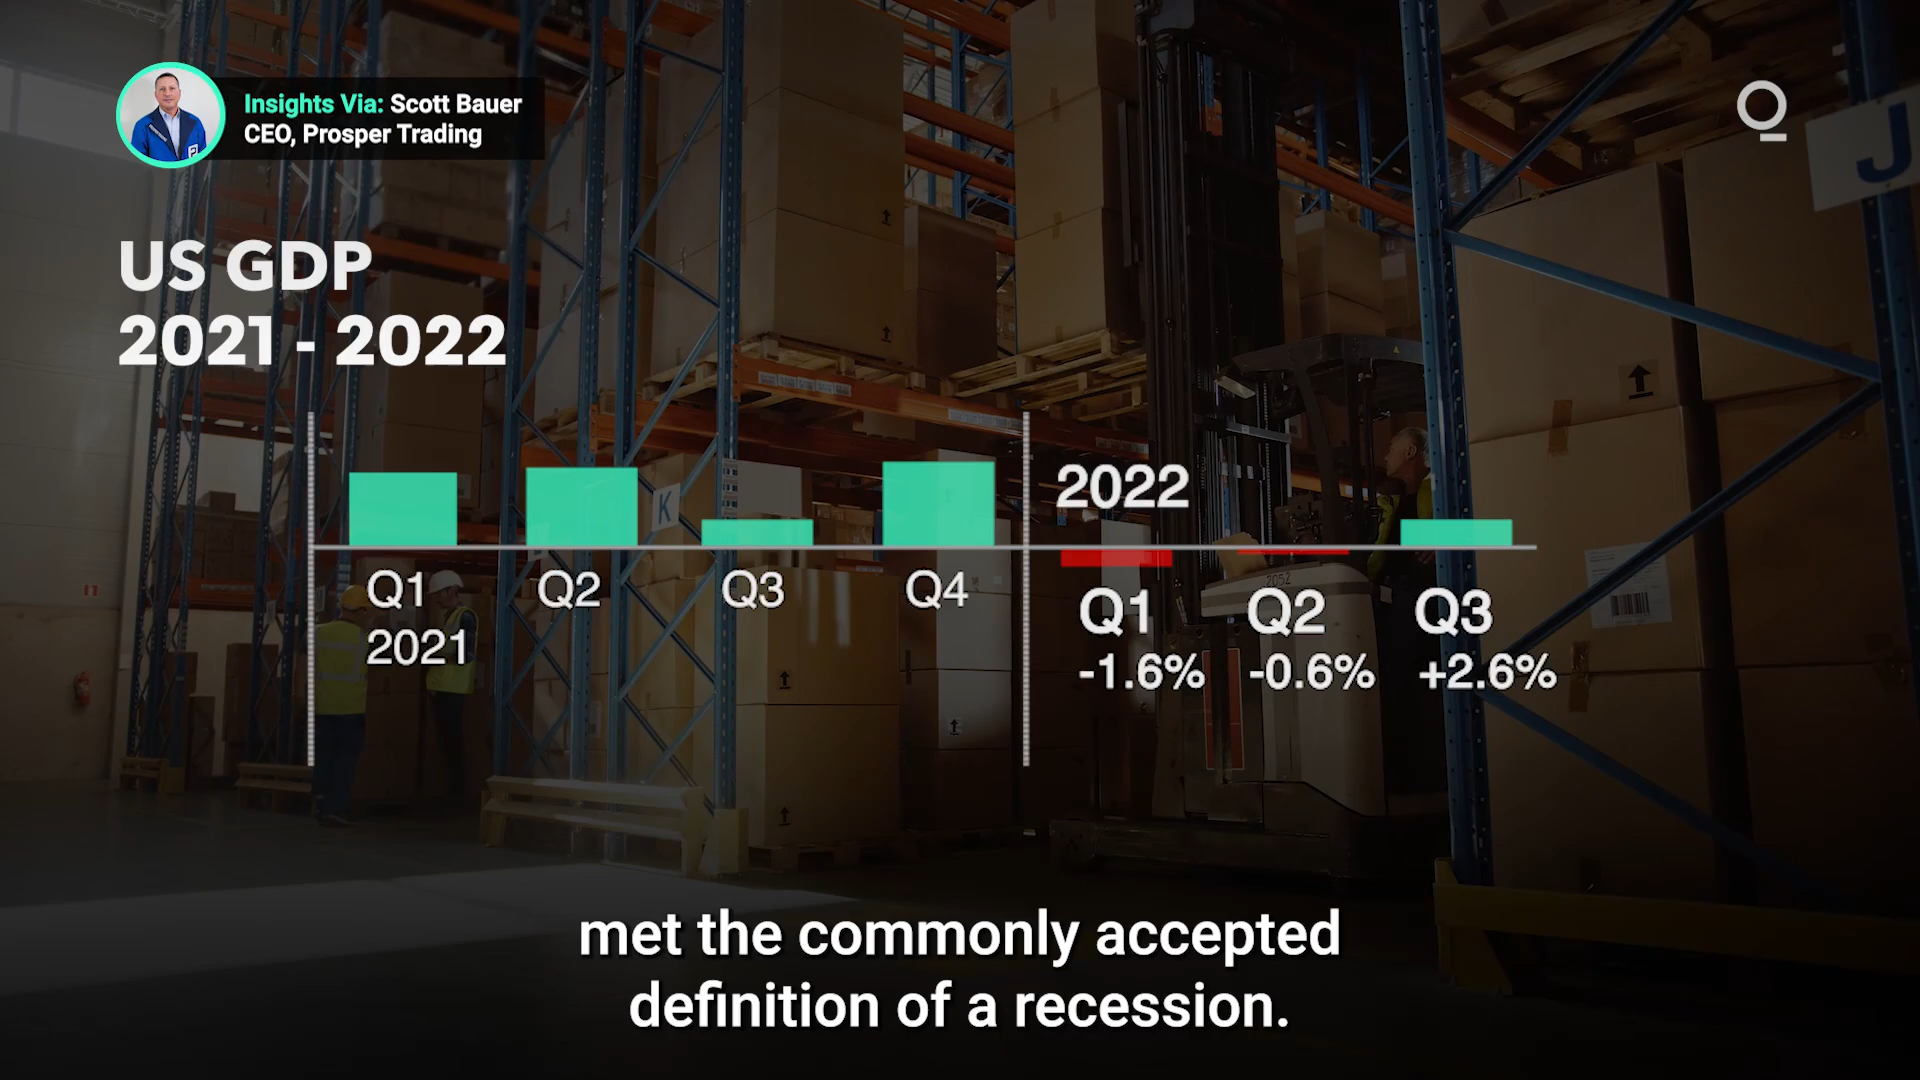 Insights Via: Scott Bauer
CEO, Prosper Trading
J
US GDP
2021 - 2022
K
2022
Q1
Q2
Q3
Q4
2021
Q1
Q2
Q3
-1.6%
-0.6%
+2.6%
2052
met the commonly accepted
definition of a recession.